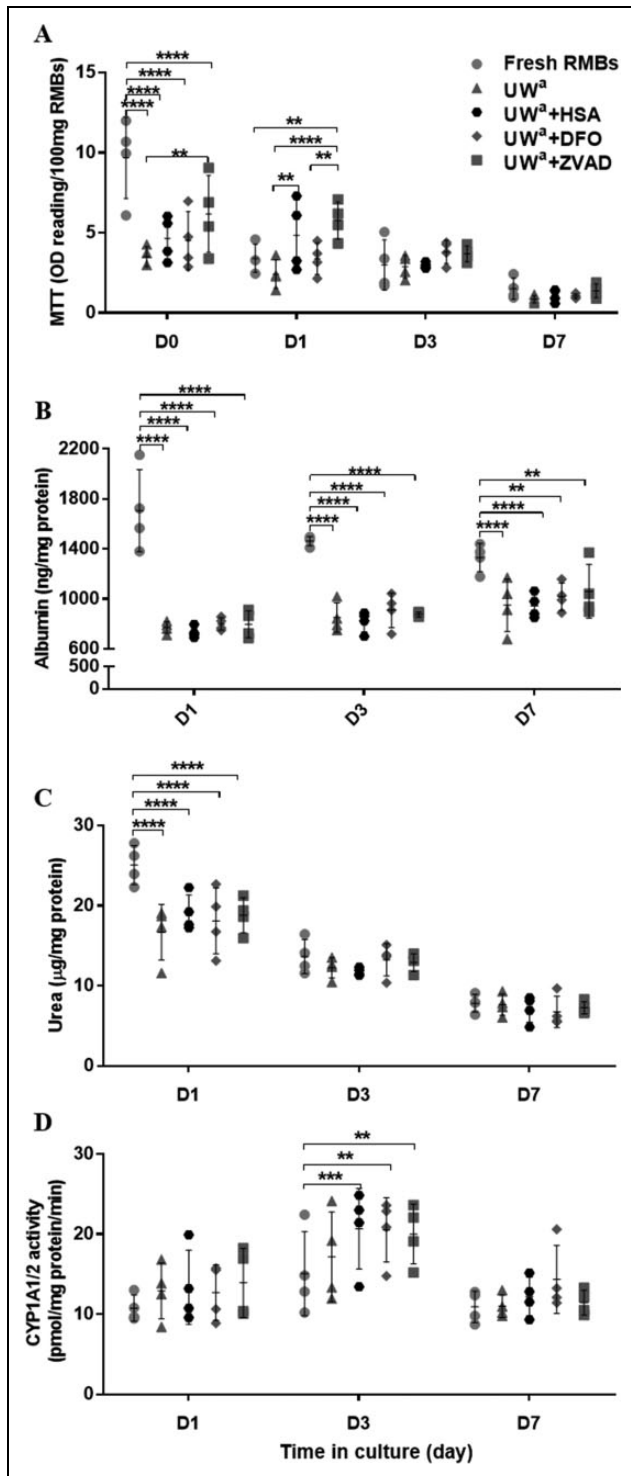 A
****
****
****
****
**
**
****
**
**
Fresh RMBs
UWᵃ
UWᵃ+HSA
UWᵃ+DFO
UWᵃ+ZVAD
MTT (OD reading/100mg RMBs)
15
10
5
0
D0
D1
D3
D7
B
****
****
****
****
****
****
****
****
**
**
****
****
Albumin (ng/mg protein)
2200
1800
1400
1000
600
500
0
D1
D3
D7
C
****
****
****
****
Urea (μg/mg protein)
30
20
10
0
D1
D3
D7
D
**
**
***
CYP1A1/2 activity
(pmol/mg protein/min)
30
20
10
0
D1
D3
D7
Time in culture (day)